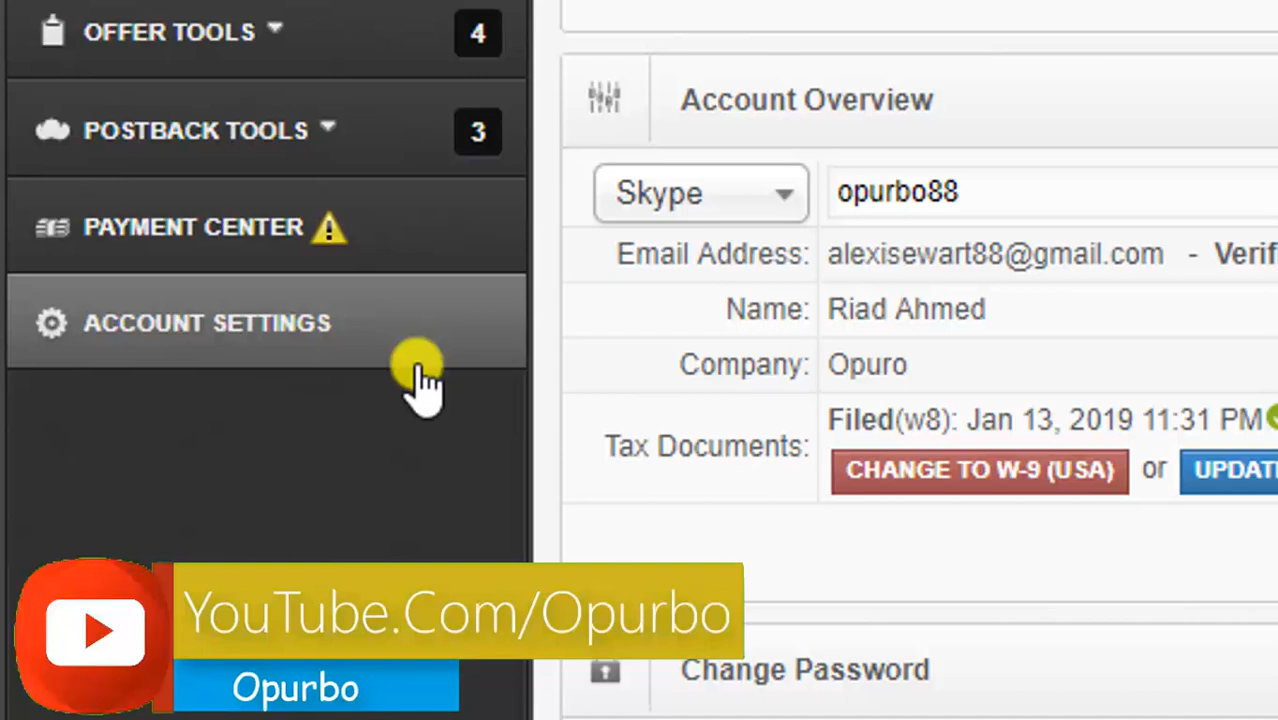 OFFER TOOLS 4
POSTBACK TOOLS 3
PAYMENT CENTER
ACCOUNT SETTINGS
Account Overview
Skype opurbo88
Email Address: alexisewart88@gmail.com - Verif
Name: Riad Ahmed
Company: Opuro
Tax Documents: Filed(w8): Jan 13, 2019 11:31 PM
CHANGE TO W-9 (USA) or UPDAT
Change Password
YouTube.Com/Opurbo
Opurbo